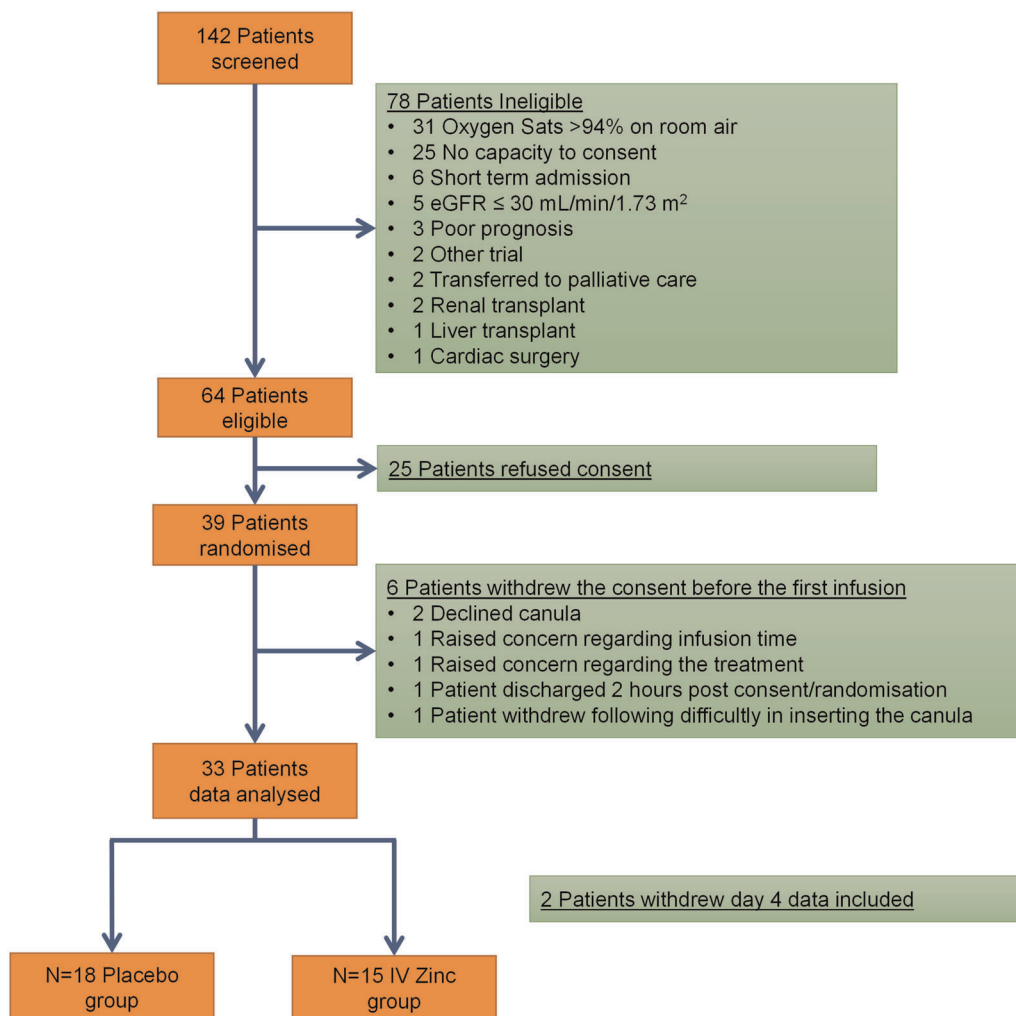 142 Patients
screened
78 Patients Ineligible
• 31 Oxygen Sats >94% on room air
• 25 No capacity to consent
• 6 Short term admission
• 5 eGFR ≤ 30 mL/min/1.73 m²
• 3 Poor prognosis
• 2 Other trial
• 2 Transferred to palliative care
• 2 Renal transplant
• 1 Liver transplant
• 1 Cardiac surgery
64 Patients
eligible
25 Patients refused consent
39 Patients
randomised
6 Patients withdrew the consent before the first infusion
• 2 Declined canula
• 1 Raised concern regarding infusion time
• 1 Raised concern regarding the treatment
• 1 Patient discharged 2 hours post consent/randomisation
• 1 Patient withdrew following difficultly in inserting the canula
33 Patients
data analysed
2 Patients withdrew day 4 data included
N=18 Placebo
group
N=15 IV Zinc
group